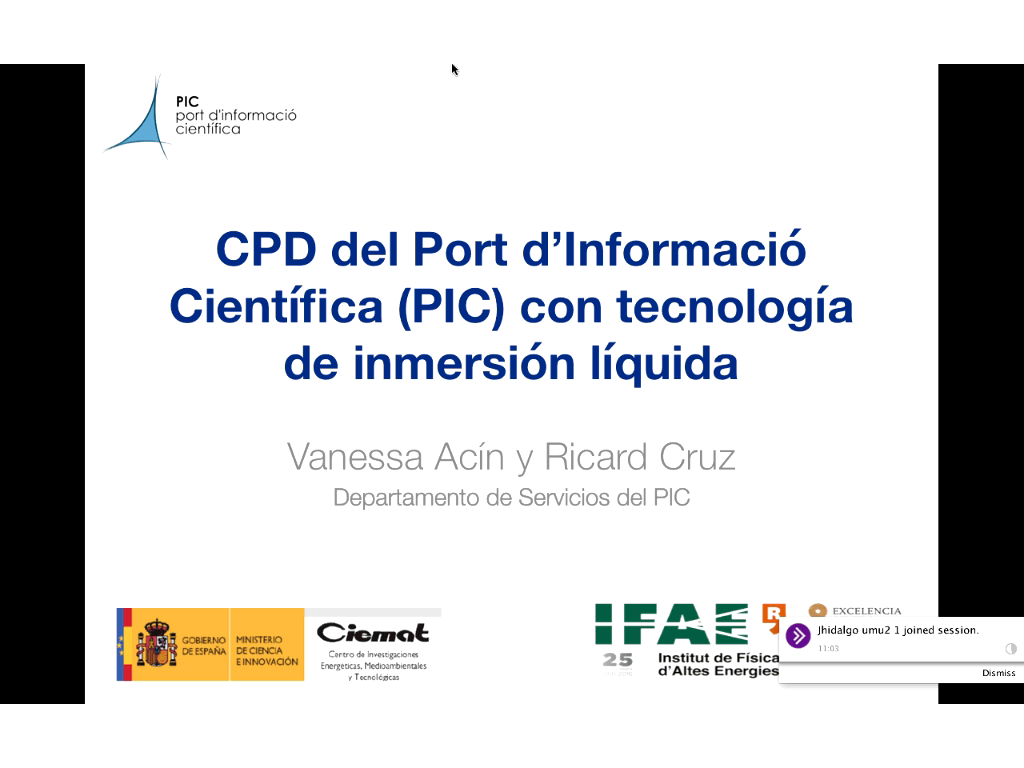 PIC
port d'informació
científica
CPD del Port d’Informació
Científica (PIC) con tecnología
de inmersión líquida
Vanessa Acín y Ricard Cruz
Departamento de Servicios del PIC
GOBIERNO
DE ESPAÑA
MINISTERIO
DE CIENCIA
E INNOVACIÓN
Ciemat
Centro de Investigaciones
Energéticas, Medioambientales
y Tecnológicas
IFAE
25
Institut de Física
d'Altes Energies
R
EXCELENCIA
Jhidalgo umu2 1 joined session.
11:03
Dismiss